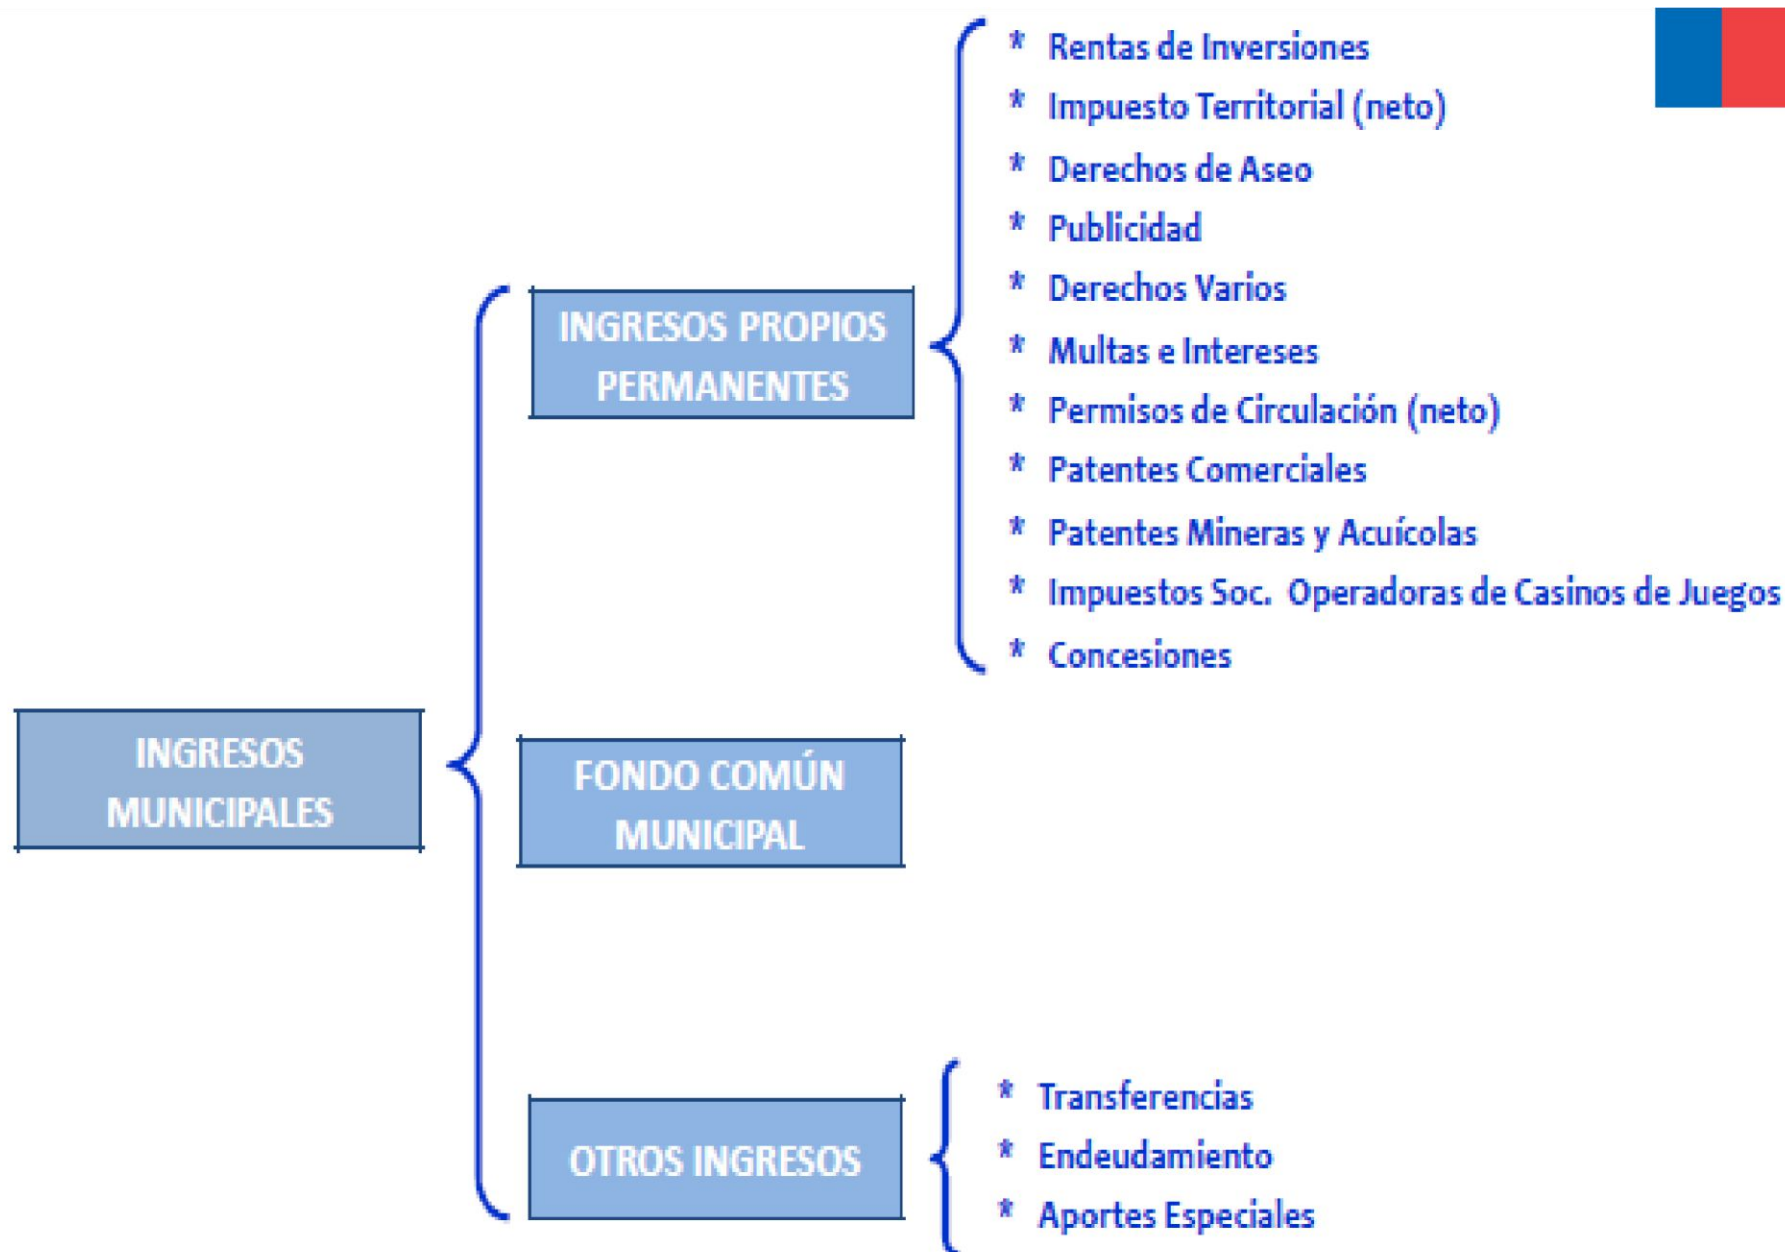 INGRESOS
MUNICIPALES
INGRESOS PROPIOS
PERMANENTES
* Rentas de Inversiones
* Impuesto Territorial (neto)
* Derechos de Aseo
* Publicidad
* Derechos Varios
* Multas e Intereses
* Permisos de Circulación (neto)
* Patentes Comerciales
* Patentes Mineras y Acuícolas
* Impuestos Soc. Operadoras de Casinos de Juegos
* Concesiones
FONDO COMÚN
MUNICIPAL
OTROS INGRESOS
* Transferencias
* Endeudamiento
* Aportes Especiales